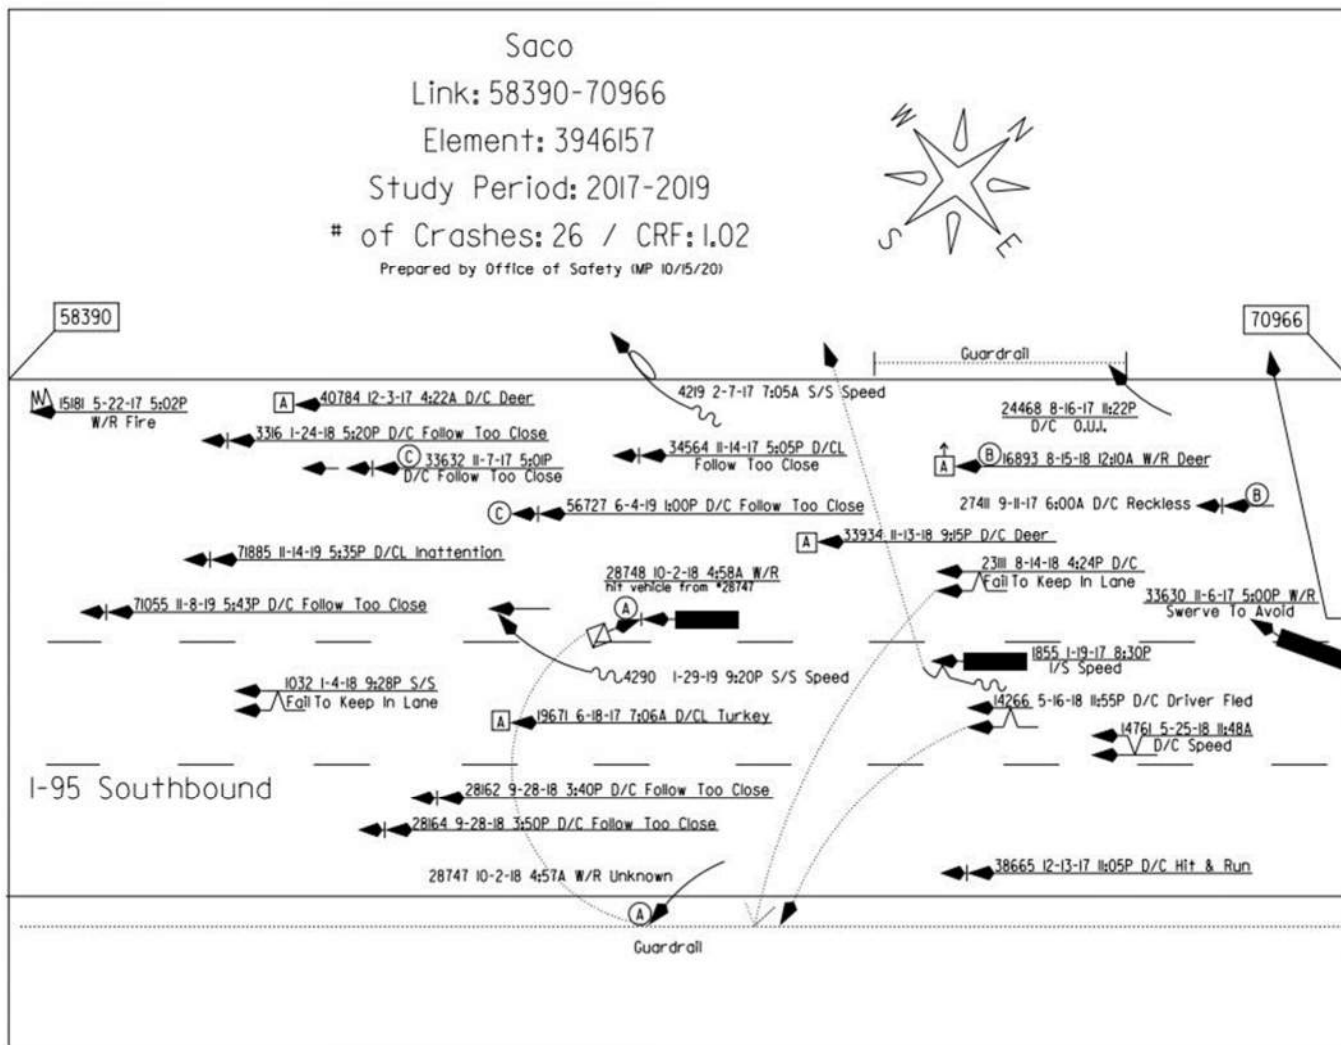 Saco
Link: 58390-70966
Element: 3946157
Study Period: 2017-2019
# of Crashes: 26 / CRF: 1.02
Prepared by Office of Safety (MP 10/15/20)
W
N
S
E
58390
70966
Guardrail
15181 5-22-17 5:02P
W/R Fire
A
40784 12-3-17 4:22A D/C Deer
4219 2-7-17 7:05A S/S Speed
24468 8-16-17 11:22P
D/C O.U.I.
3316 1-24-18 5:20P D/C Follow Too Close
34564 11-14-17 5:05P D/CL
Follow Too Close
C
33632 11-7-17 5:01P
D/C Follow Too Close
A
B
16893 8-15-18 12:10A W/R Deer
C
56727 6-4-19 1:00P D/C Follow Too Close
27411 9-11-17 6:00A D/C Reckless
B
A
33934 11-13-18 9:15P D/C Deer
71885 11-14-19 5:35P D/CL Inattention
28748 10-2-18 4:58A W/R
hit vehicle from *28747
A
23111 8-14-18 4:24P D/C
Fail To Keep In Lane
71055 11-8-19 5:43P D/C Follow Too Close
33630 11-6-17 5:00P W/R
Swerve To Avoid
1855 1-19-17 8:30P
I/S Speed
4290 1-29-19 9:20P S/S Speed
1032 1-4-18 9:28P S/S
Fail To Keep In Lane
14266 5-16-18 11:55P D/C Driver Fled
A
19671 6-18-17 7:06A D/CL Turkey
14761 5-25-18 11:48A
D/C Speed
I-95 Southbound
28162 9-28-18 3:40P D/C Follow Too Close
28164 9-28-18 3:50P D/C Follow Too Close
28747 10-2-18 4:57A W/R Unknown
38665 12-13-17 11:05P D/C Hit & Run
A
Guardrail